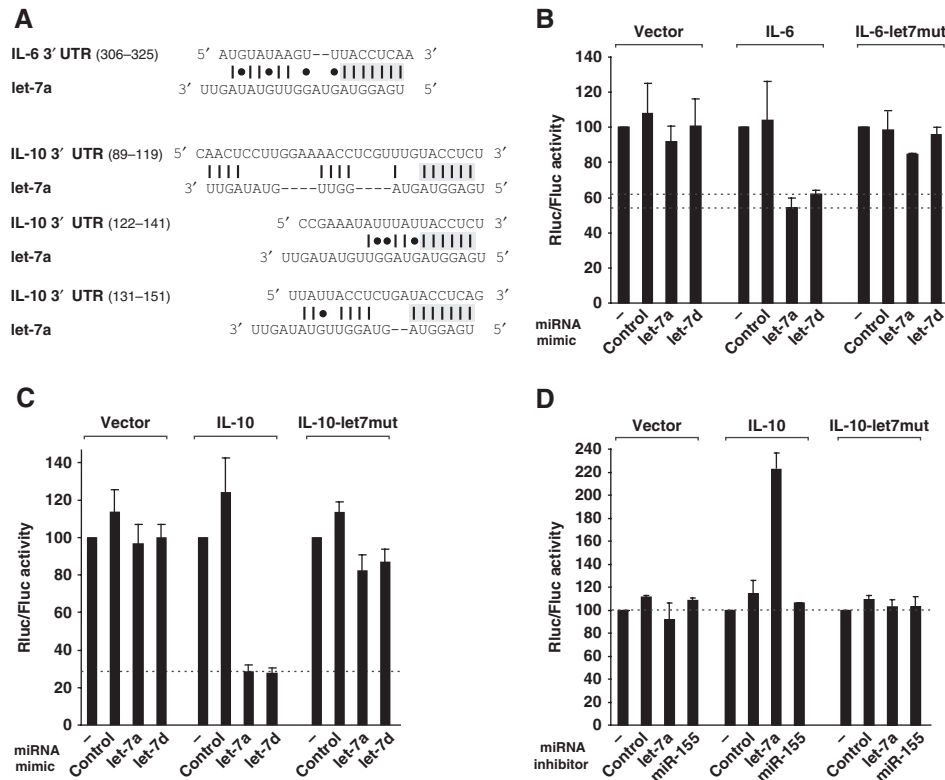 A
IL-6 3′ UTR (306–325) 5′ AUGUAUAAGU--UUACCUCAA 3′
let-7a 3′ UUGAUAUGUUGGAUGAUGGAGU 5′
IL-10 3′ UTR (89–119) 5′ CAACUCCUUGGAAAACCUCGUUUGUACCUCU 3′
let-7a 3′ UUGAUAUG----UUGG----AUGAUGGAGU 5′
IL-10 3′ UTR (122–141) 5′ CCGAAAUAUUUAUUACCUCU 3′
let-7a 3′ UUGAUAUGUUGGAUGAUGGAGU 5′
IL-10 3′ UTR (131–151) 5′ UUAUUACCUCUGAUACCUCAG 3′
let-7a 3′ UUGAUAUGUUGGAUG--AUGGAGU 5′
B
Vector IL-6 IL-6-let7mut
Rluc/Fluc activity
140
120
100
80
60
40
20
0
miRNA mimic
– Control let-7a let-7d – Control let-7a let-7d – Control let-7a let-7d
C
Vector IL-10 IL-10-let7mut
Rluc/Fluc activity
140
120
100
80
60
40
20
0
miRNA mimic
– Control let-7a let-7d – Control let-7a let-7d – Control let-7a let-7d
D
Vector IL-10 IL-10-let7mut
Rluc/Fluc activity
240
220
200
180
160
140
120
100
80
60
40
20
0
miRNA inhibitor
– Control let-7a miR-155 – Control let-7a miR-155 – Control let-7a miR-155